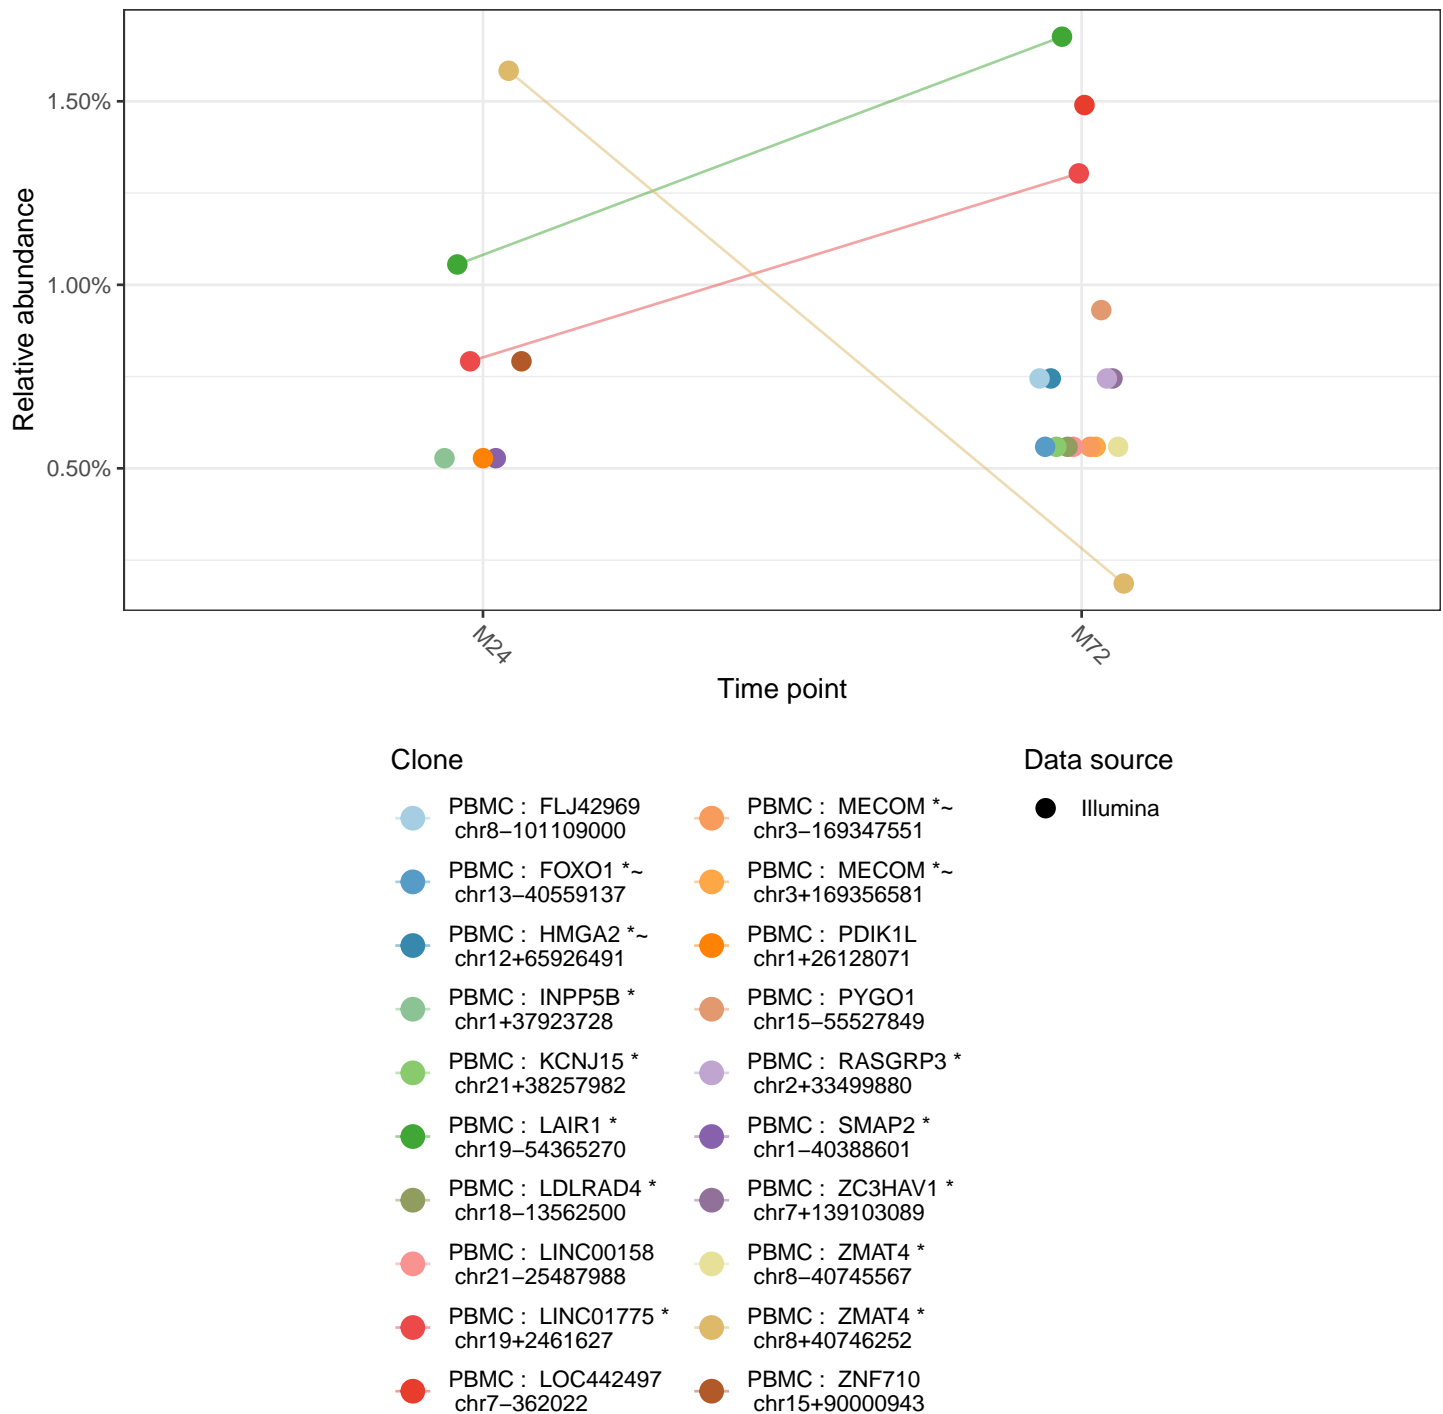 1.50%
1.00%
0.50%
Relative abundance
M24
M72
Time point
Clone
PBMC : FLJ42969
chr8−101109000
PBMC : FOXO1 *~
chr13−40559137
PBMC : HMGA2 *~
chr12+65926491
PBMC : INPP5B *
chr1+37923728
PBMC : KCNJ15 *
chr21+38257982
PBMC : LAIR1 *
chr19−54365270
PBMC : LDLRAD4 *
chr18−13562500
PBMC : LINC00158
chr21−25487988
PBMC : LINC01775 *
chr19+2461627
PBMC : LOC442497
chr7−362022
PBMC : MECOM *~
chr3−169347551
PBMC : MECOM *~
chr3+169356581
PBMC : PDIK1L
chr1+26128071
PBMC : PYGO1
chr15−55527849
PBMC : RASGRP3 *
chr2+33499880
PBMC : SMAP2 *
chr1−40388601
PBMC : ZC3HAV1 *
chr7+139103089
PBMC : ZMAT4 *
chr8−40745567
PBMC : ZMAT4 *
chr8+40746252
PBMC : ZNF710
chr15+90000943
Data source
Illumina